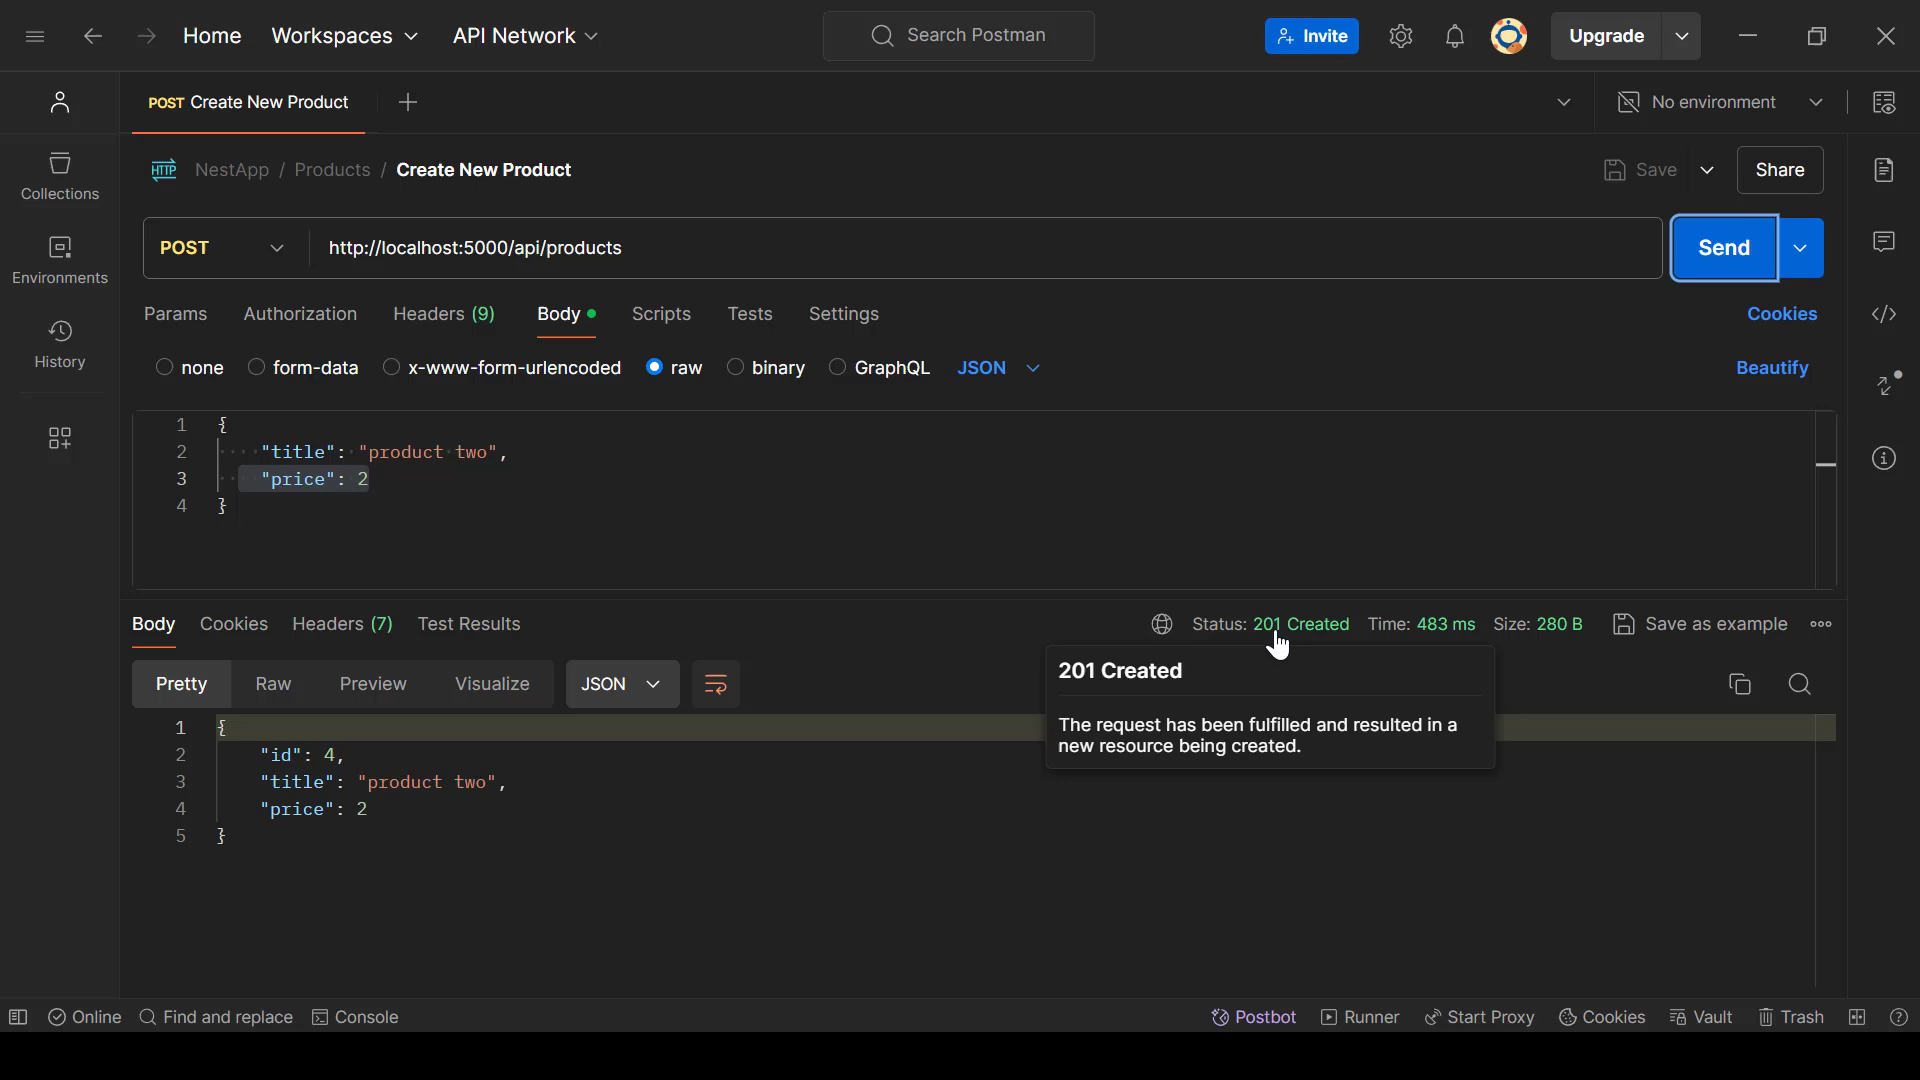 Home Workspaces API Network Search Postman Invite Upgrade
POST Create New Product No environment
HTTP NestApp / Products / Create New Product Save Share
Collections
POST http://localhost:5000/api/products Send
Environments
Params Authorization Headers (9) Body Scripts Tests Settings Cookies
History
none form-data x-www-form-urlencoded raw binary GraphQL JSON Beautify
1 {
2 "title": "product two",
3 "price": 2
4 }
Body Cookies Headers (7) Test Results Status: 201 Created Time: 483 ms Size: 280 B Save as example
201 Created
Pretty Raw Preview Visualize JSON
The request has been fulfilled and resulted in a
new resource being created.
1 {
2 "id": 4,
3 "title": "product two",
4 "price": 2
5 }
Online Find and replace Console Postbot Runner Start Proxy Cookies Vault Trash